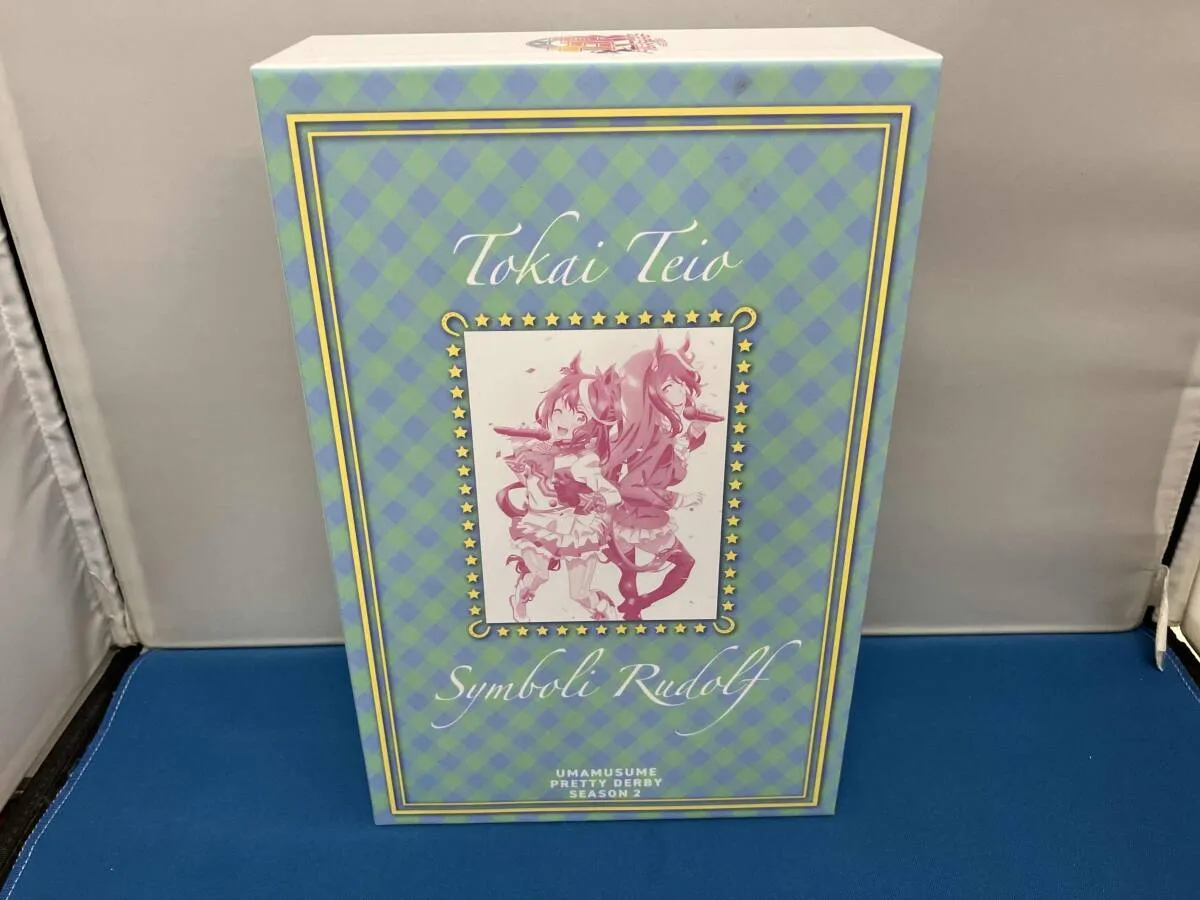 Tokai Teio
Symboli Rudolf
UMAMUSUME
PRETTY DERBY
SEASON 2